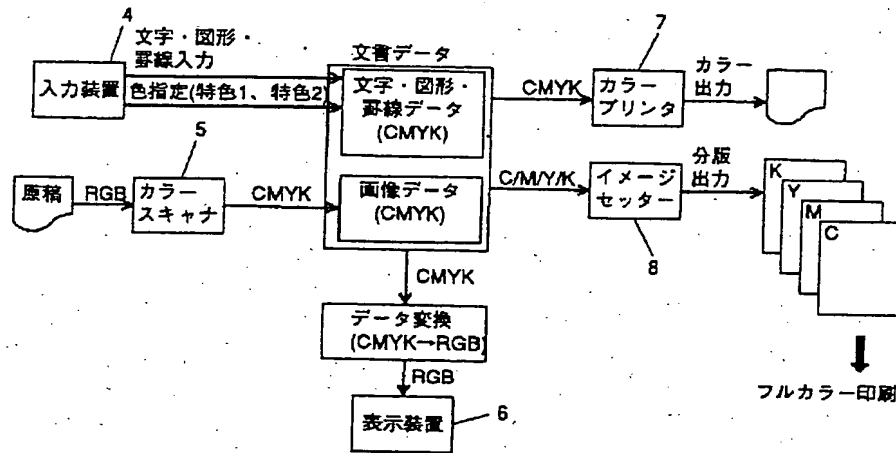 4
文字・図形・
罫線入力
入力装置
色指定(特色1、特色2)
文書データ
文字・図形・
罫線データ
(CMYK)
画像データ
(CMYK)
5
原稿
RGB
カラー
スキャナ
CMYK
CMYK
7
カラー
プリンタ
カラー
出力
C/M/Y/K
イメージ
セッター
8
分版
出力
K
Y
M
C
フルカラー印刷
CMYK
データ変換
(CMYK→RGB)
RGB
表示装置
6